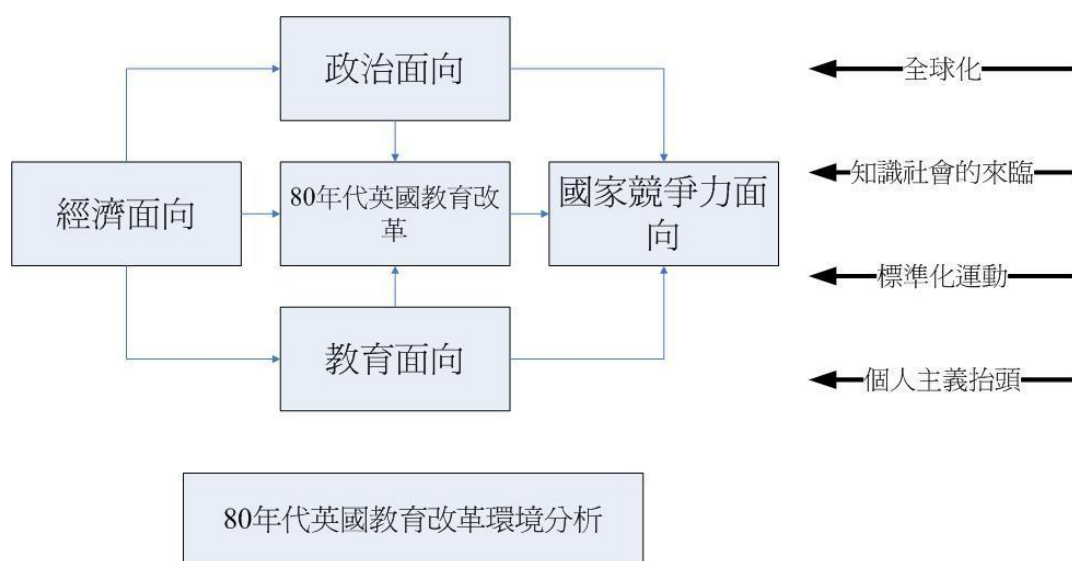 政治面向
全球化
經濟面向
80年代英國教育改
革
國家競爭力面
向
知識社會的來臨
標準化運動
教育面向
個人主義抬頭
80年代英國教育改革環境分析